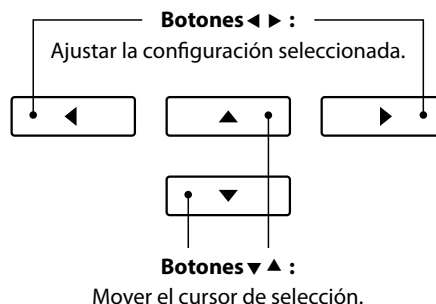 Botones◀ ▶ :
Ajustar la configuración seleccionada.
◀ ▲ ▶
▼
Botones▼▲ :
Mover el cursor de selección.